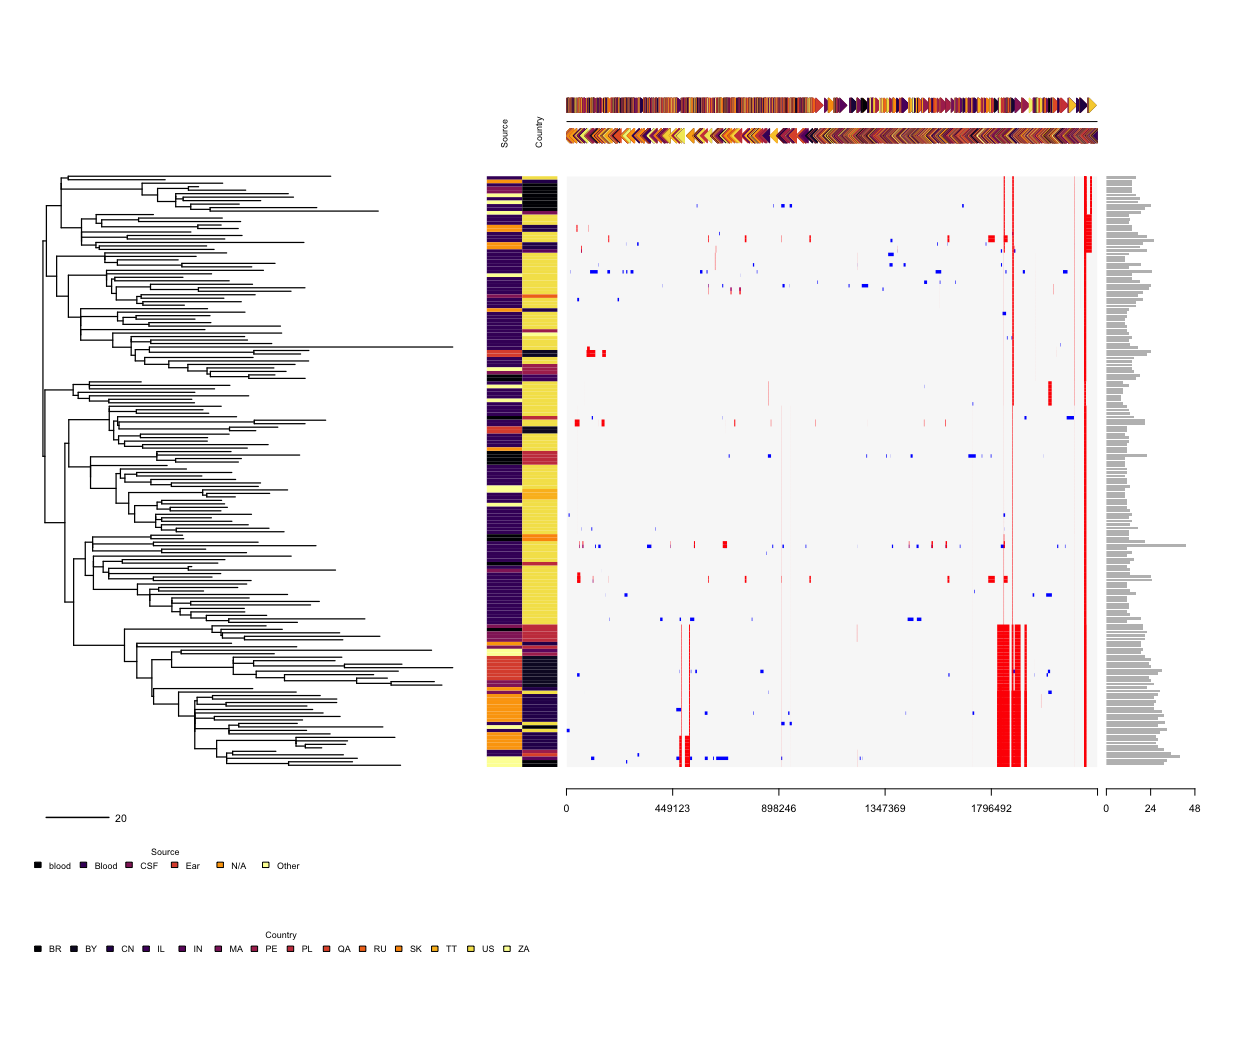 Source
Country
0 449123 898246 1347369 1796492 0 24 48
20
Source
blood Blood CSF Ear N/A Other
Country
BR BY CN IL IN MA PE PL QA RU SK TT US ZA